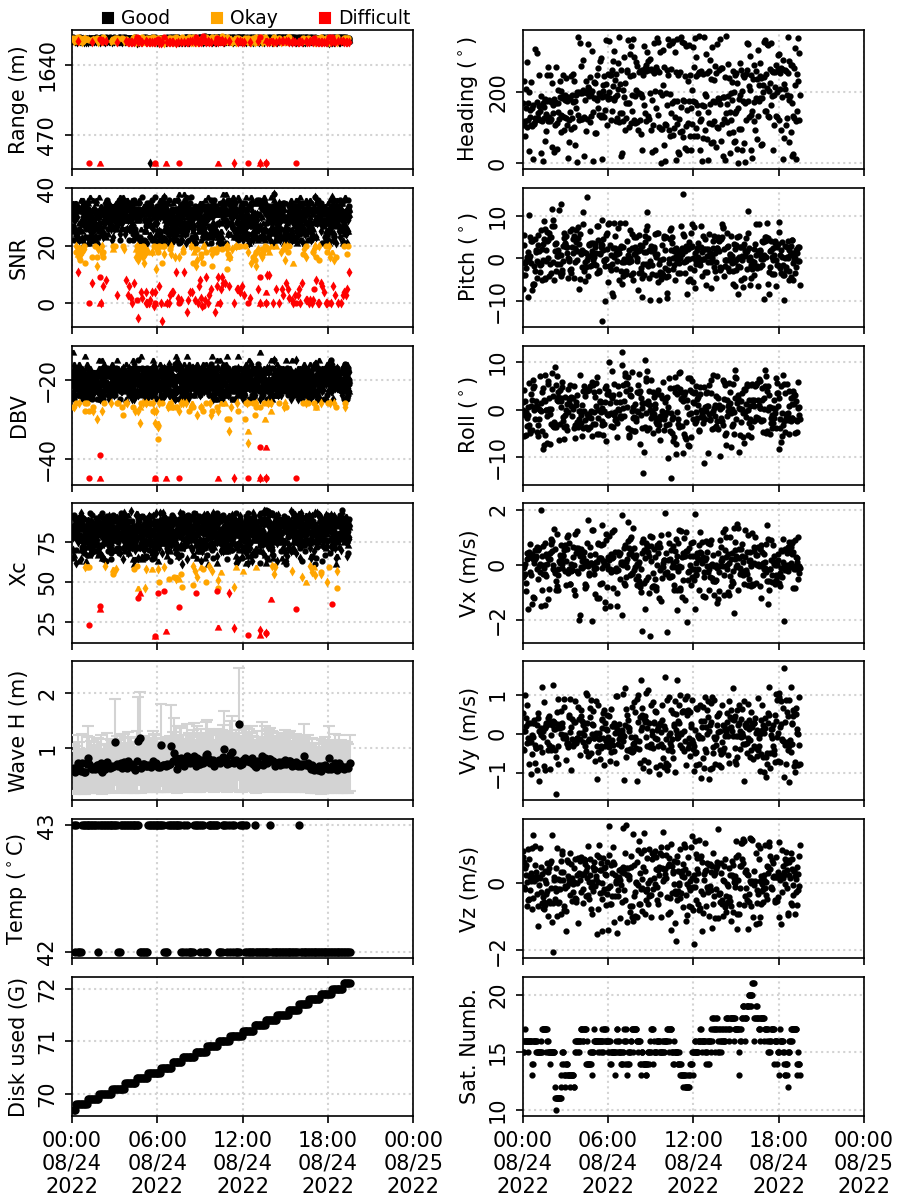 Good Okay Difficult
Range (m)
1640
470
Heading (°)
200
0
SNR
40
20
0
Pitch (°)
10
0
−10
DBV
−20
−40
Roll (°)
10
0
−10
Xc
75
50
25
Vx (m/s)
2
0
−2
Wave H (m)
2
1
Vy (m/s)
1
0
−1
Temp (°C)
43
42
Vz (m/s)
0
−2
Disk used (G)
72
71
70
Sat. Numb.
20
15
10
00:00 06:00 12:00 18:00 00:00
08/24 08/24 08/24 08/24 08/25
2022 2022 2022 2022 2022
00:00 06:00 12:00 18:00 00:00
08/24 08/24 08/24 08/24 08/25
2022 2022 2022 2022 2022